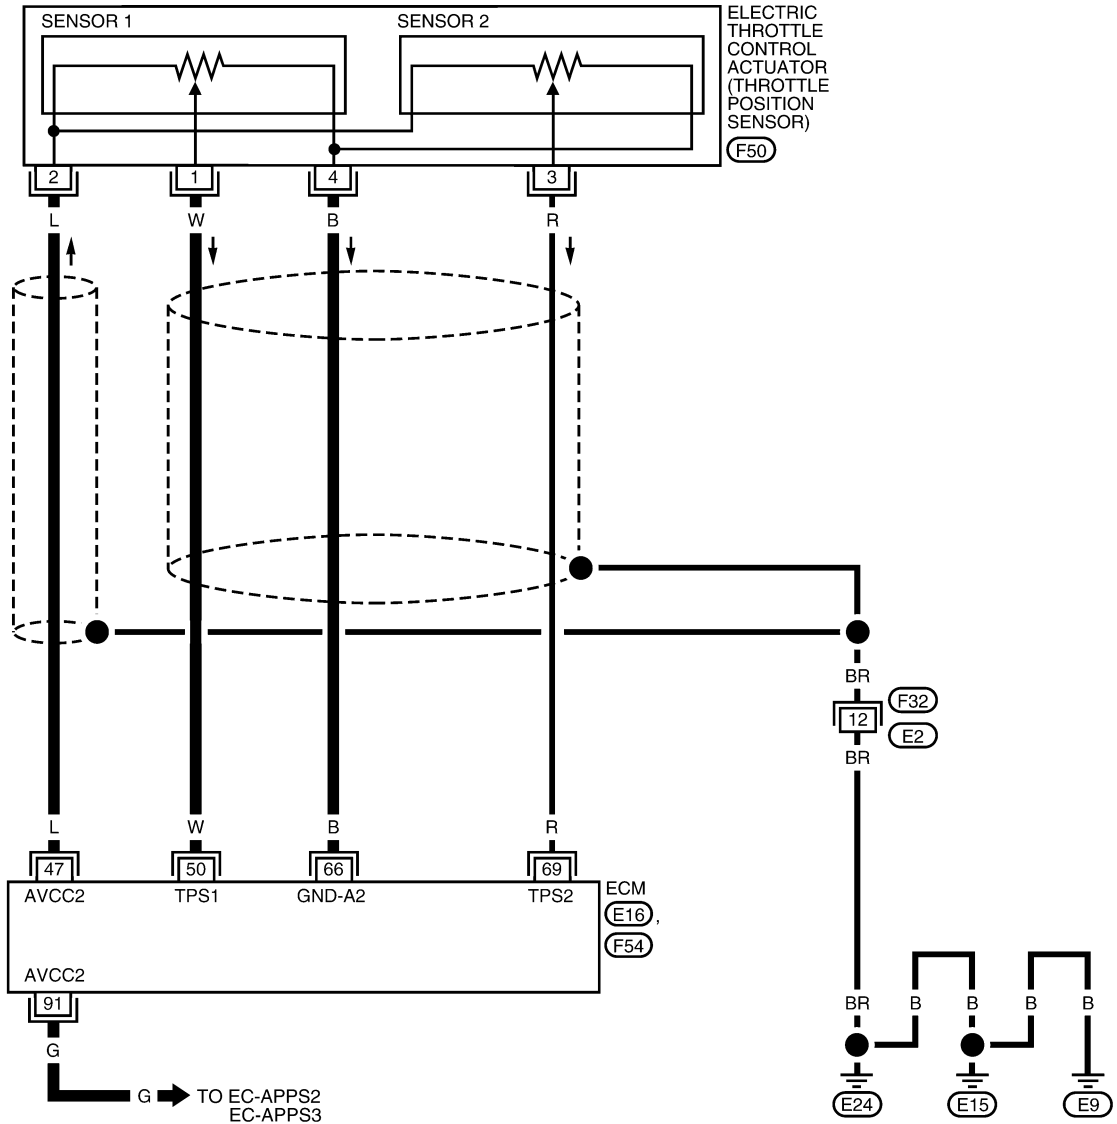 SENSOR 1
SENSOR 2
ELECTRIC
THROTTLE
CONTROL
ACTUATOR
(THROTTLE
POSITION
SENSOR)
F50
2
1
4
3
L
W
B
R
BR
F32
12
E2
BR
L
W
B
R
47
50
66
69
AVCC2
TPS1
GND-A2
TPS2
ECM
E16 ,
F54
AVCC2
91
BR
B
B
B
B
G
G
TO EC-APPS2
EC-APPS3
E24
E15
E9